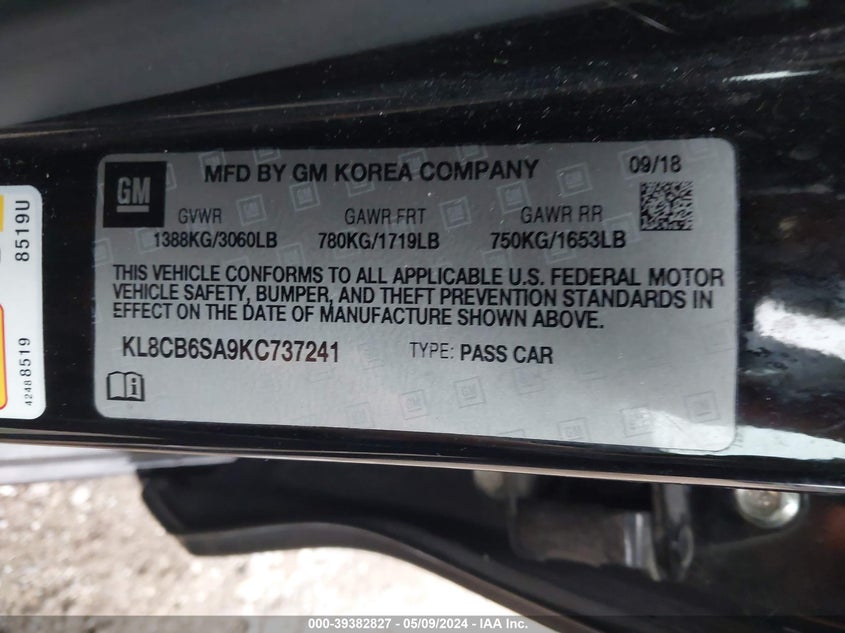 GM
MFD BY GM KOREA COMPANY
09/18
GVWR GAWR FRT GAWR RR
1388KG/3060LB 780KG/1719LB 750KG/1653LB
THIS VEHICLE CONFORMS TO ALL APPLICABLE U.S. FEDERAL MOTOR
VEHICLE SAFETY, BUMPER, AND THEFT PREVENTION STANDARDS IN
EFFECT ON THE DATE OF MANUFACTURE SHOWN ABOVE.
KL8CB6SA9KC737241 TYPE: PASS CAR
8519U
42488519
000-39382827 - 05/09/2024 - IAA Inc.